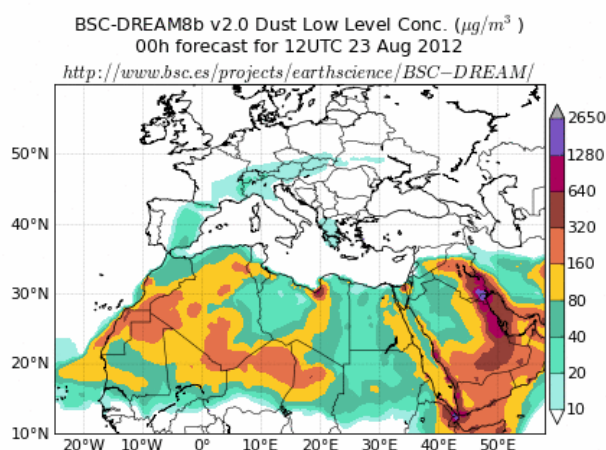 BSC-DREAM8b v2.0 Dust Low Level Conc. (µg/m³ )
00h forecast for 12UTC 23 Aug 2012
http://www.bsc.es/projects/earthscience/BSC−DREAM/
50°N
40°N
30°N
20°N
10°N
20°W 10°W 0° 10°E 20°E 30°E 40°E 50°E
2650
1280
640
320
160
80
40
20
10